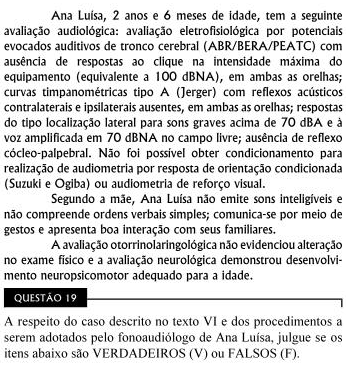 Ana Luísa, 2 anos e 6 meses de idade, tem a seguinte
avaliação audiológica: avaliação eletrofisiológica por potenciais
evocados auditivos de tronco cerebral (ABR/BERA/PEATC) com
ausência de respostas ao clique na intensidade máxima do
equipamento (equivalente a 100 dBNA), em ambas as orelhas;
curvas timpanométricas tipo A (Jerger) com reflexos acústicos
contralaterais e ipsilaterais ausentes, em ambas as orelhas; respostas
do tipo localização lateral para sons graves acima de 70 dBA e à
voz amplificada em 70 dBNA no campo livre; ausência de reflexo
cócleo-palpebral. Não foi possível obter condicionamento para
realização de audiometria por resposta de orientação condicionada
(Suzuki e Ogiba) ou audiometria de reforço visual.
Segundo a mãe, Ana Luísa não emite sons inteligíveis e
não compreende ordens verbais simples; comunica-se por meio de
gestos e apresenta boa interação com seus familiares.
A avaliação otorrinolaringológica não evidenciou alteração
no exame físico e a avaliação neurológica demonstrou desenvolvi-
mento neuropsicomotor adequado para a idade.
QUESTÃO 19
A respeito do caso descrito no texto VI e dos procedimentos a
serem adotados pelo fonoaudiólogo de Ana Luísa, julgue se os
itens abaixo são VERDADEIROS (V) ou FALSOS (F).